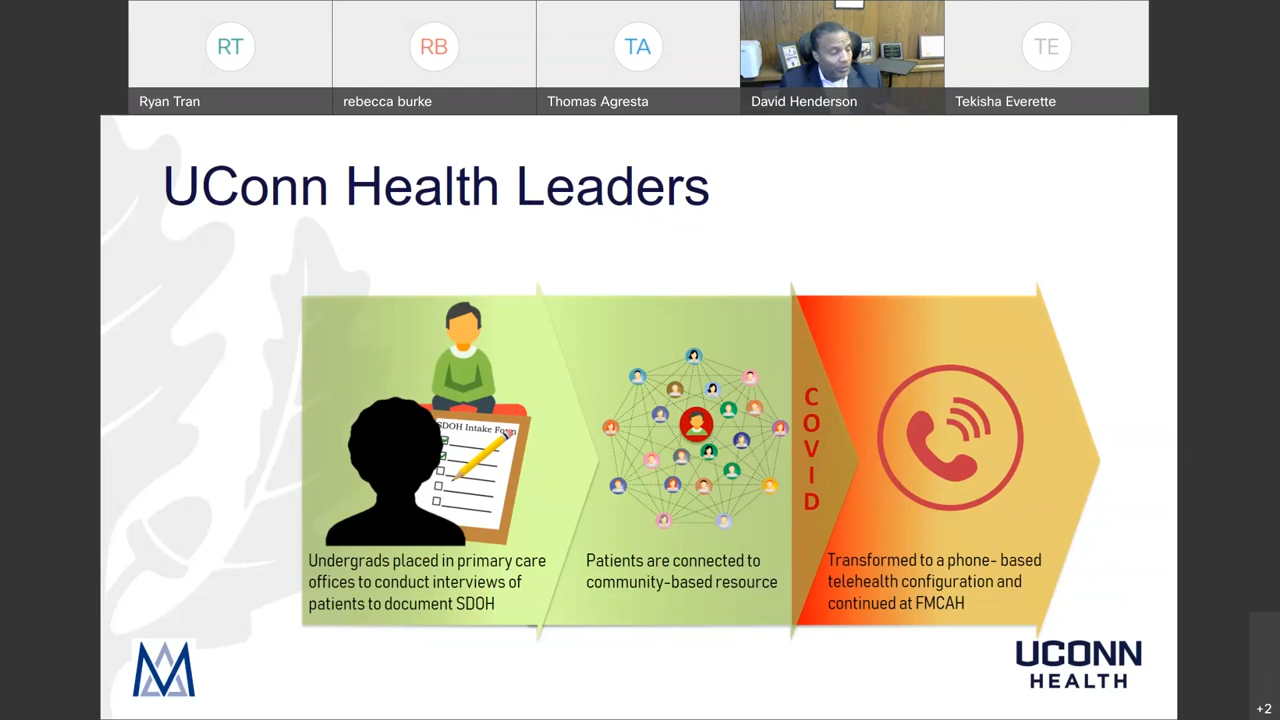 RT
RB
TA
TE
Ryan Tran
rebecca burke
Thomas Agresta
David Henderson
Tekisha Everette
UConn Health Leaders
SDOH Intake Form
COVID
Undergrads placed in primary care
offices to conduct interviews of
patients to document SDOH
Patients are connected to
community-based resource
Transformed to a phone- based
telehealth configuration and
continued at FMCAH
UCONN
HEALTH
+2